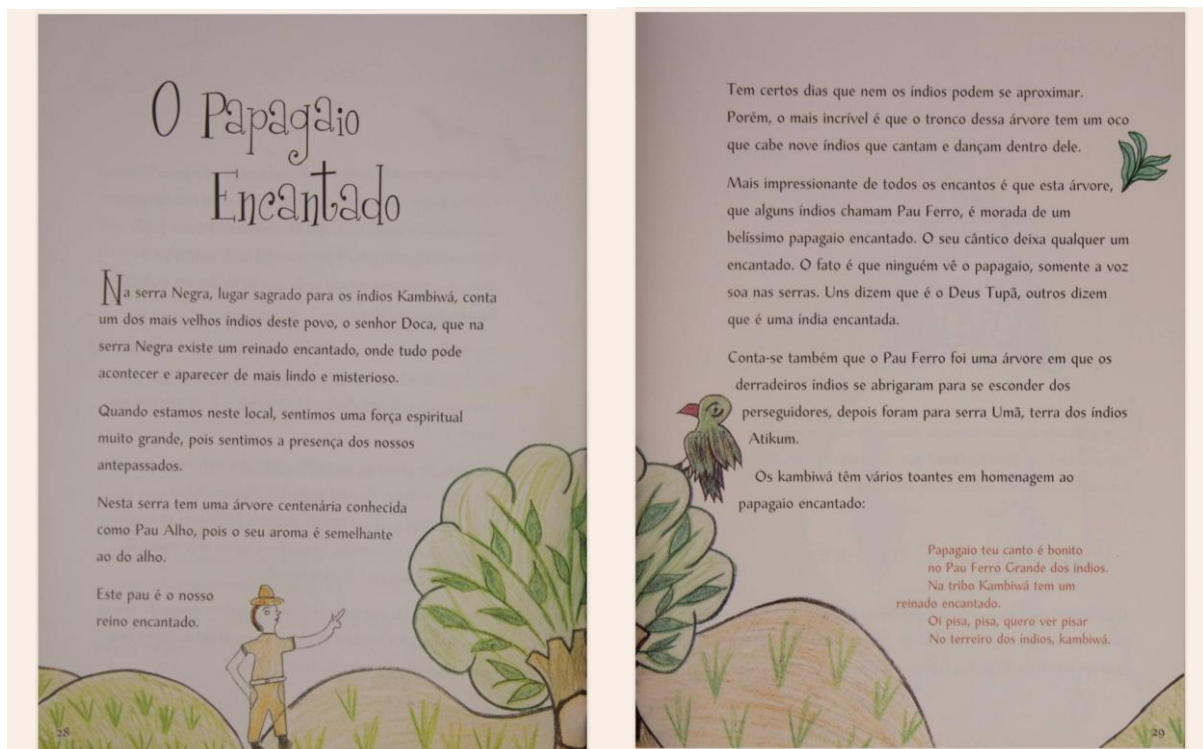 O Papagaio
Encantado
Na serra Negra, lugar sagrado para os índios Kambiwá, conta
um dos mais velhos índios deste povo, o senhor Doca, que na
serra Negra existe um reinado encantado, onde tudo pode
acontecer e aparecer de mais lindo e misterioso.
Quando estamos neste local, sentimos uma força espiritual
muito grande, pois sentimos a presença dos nossos
antepassados.
Nesta serra tem uma árvore centenária conhecida
como Pau Alho, pois o seu aroma é semelhante
ao do alho.
Este pau é o nosso
reino encantado.
28
Tem certos dias que nem os índios podem se aproximar.
Porém, o mais incrível é que o tronco dessa árvore tem um oco
que cabe nove índios que cantam e dançam dentro dele.
Mais impressionante de todos os encantos é que esta árvore,
que alguns índios chamam Pau Ferro, é morada de um
belíssimo papagaio encantado. O seu cântico deixa qualquer um
encantado. O fato é que ninguém vê o papagaio, somente a voz
soa nas serras. Uns dizem que é o Deus Tupã, outros dizem
que é uma índia encantada.
Conta-se também que o Pau Ferro foi uma árvore em que os
derradeiros índios se abrigaram para se esconder dos
perseguidores, depois foram para serra Umã, terra dos índios
Atikum.
Os kambiwá têm vários toantes em homenagem ao
papagaio encantado:
Papagaio teu canto é bonito
no Pau Ferro Grande dos índios.
Na tribo Kambiwá tem um
reinado encantado.
Oi pisa, pisa, quero ver pisar
No terreiro dos índios, kambiwá.
29